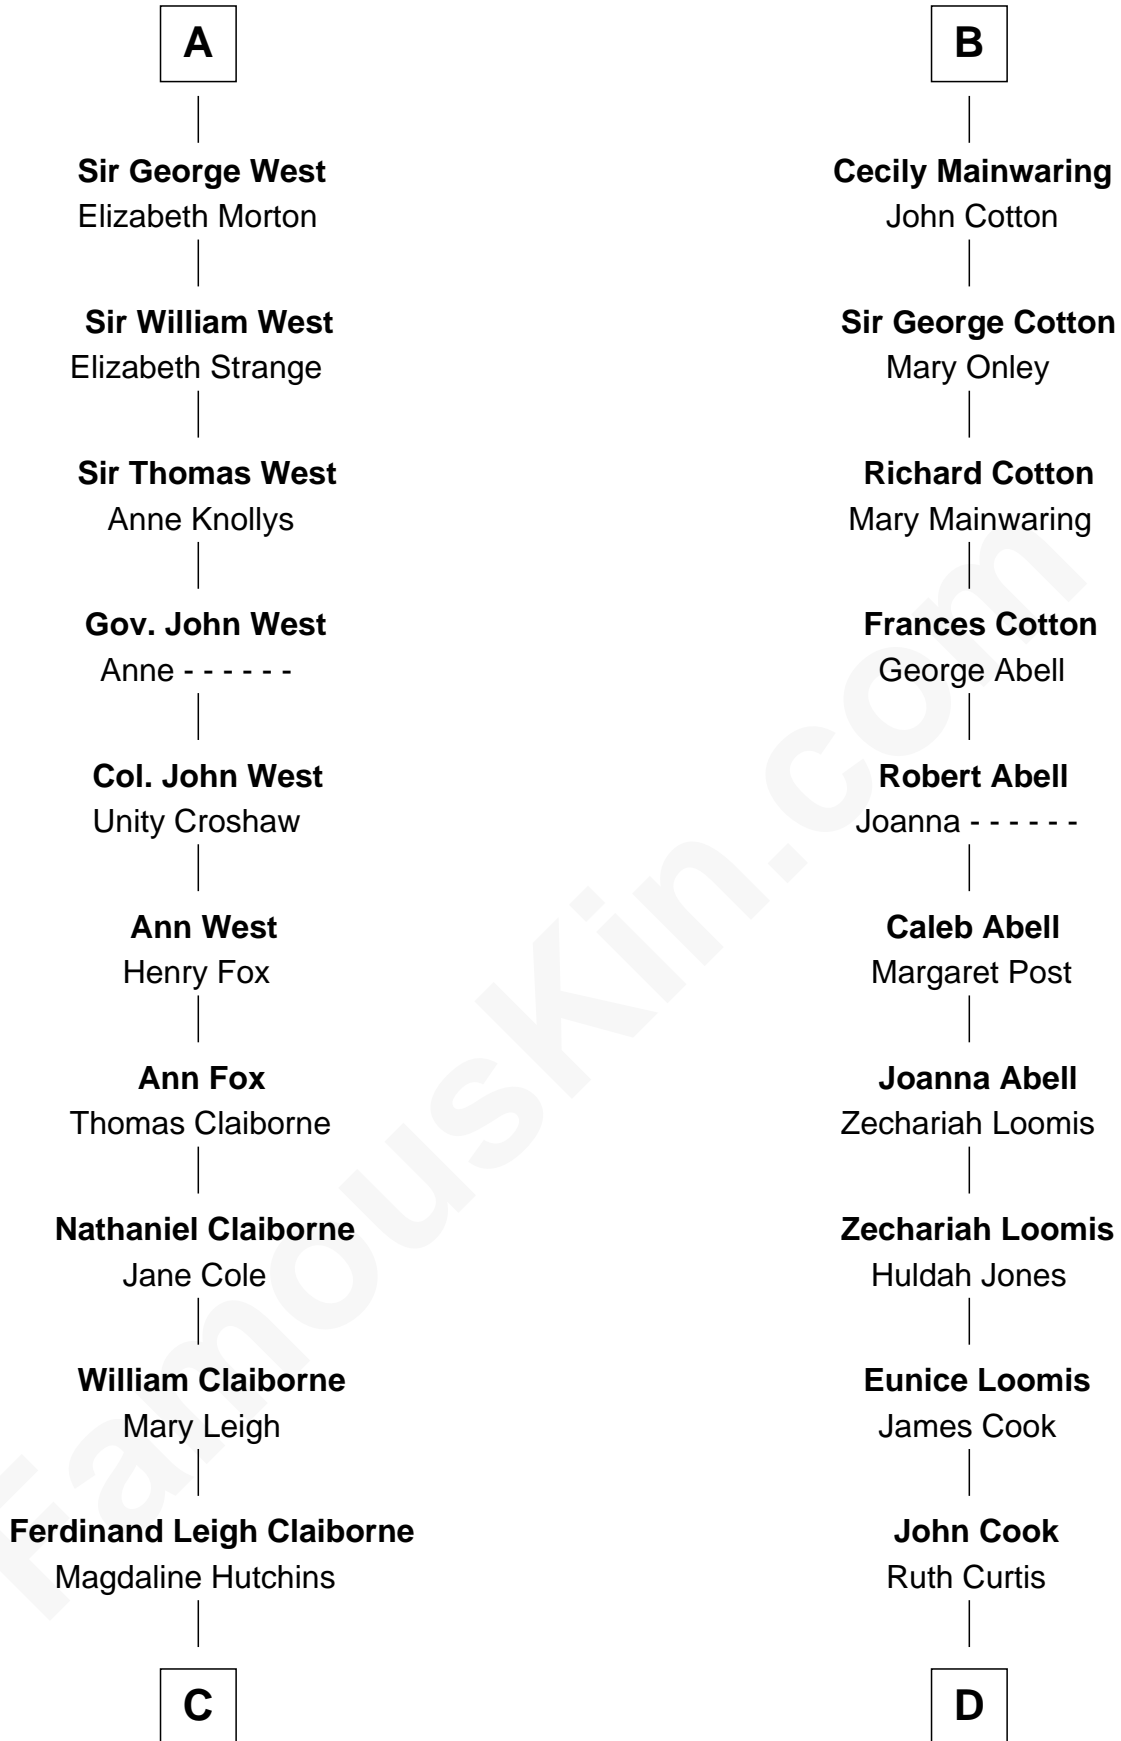 A
Sir George West
Elizabeth Morton
Sir William West
Elizabeth Strange
Sir Thomas West
Anne Knollys
Gov. John West
Anne - - - - - -
Col. John West
Unity Croshaw
Ann West
Henry Fox
Ann Fox
Thomas Claiborne
Nathaniel Claiborne
Jane Cole
William Claiborne
Mary Leigh
Ferdinand Leigh Claiborne
Magdaline Hutchins
C
B
Cecily Mainwaring
John Cotton
Sir George Cotton
Mary Onley
Richard Cotton
Mary Mainwaring
Frances Cotton
George Abell
Robert Abell
Joanna - - - - - -
Caleb Abell
Margaret Post
Joanna Abell
Zechariah Loomis
Zechariah Loomis
Huldah Jones
Eunice Loomis
James Cook
John Cook
Ruth Curtis
D
FamousKin.com